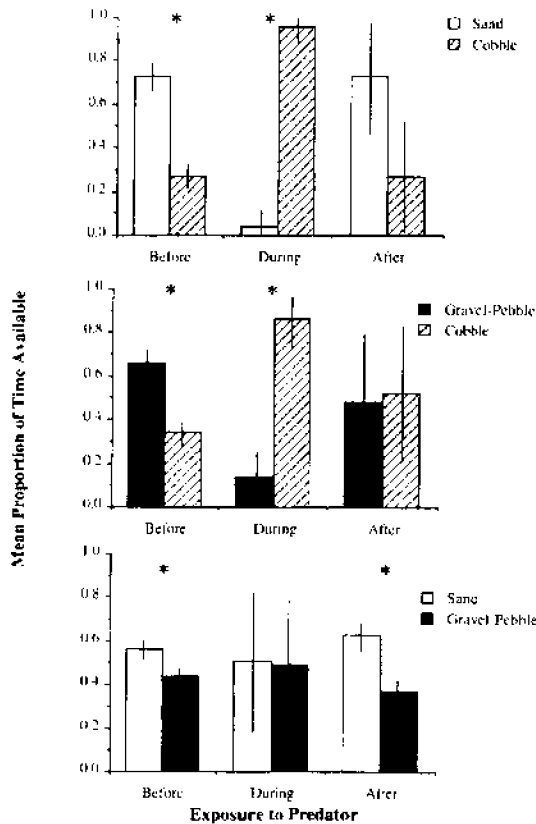 Mean Proportion of Time Available
1.0
0.8
0.6
0.4
0.2
0.0
* *
Sand
Cobble
Before During After
1.0
0.8
0.6
0.4
0.2
0.0
* *
Gravel-Pebble
Cobble
Before During After
1.0
0.8
0.6
0.4
0.2
0.0
* *
Sand
Gravel-Pebble
Before During After
Exposure to Predator